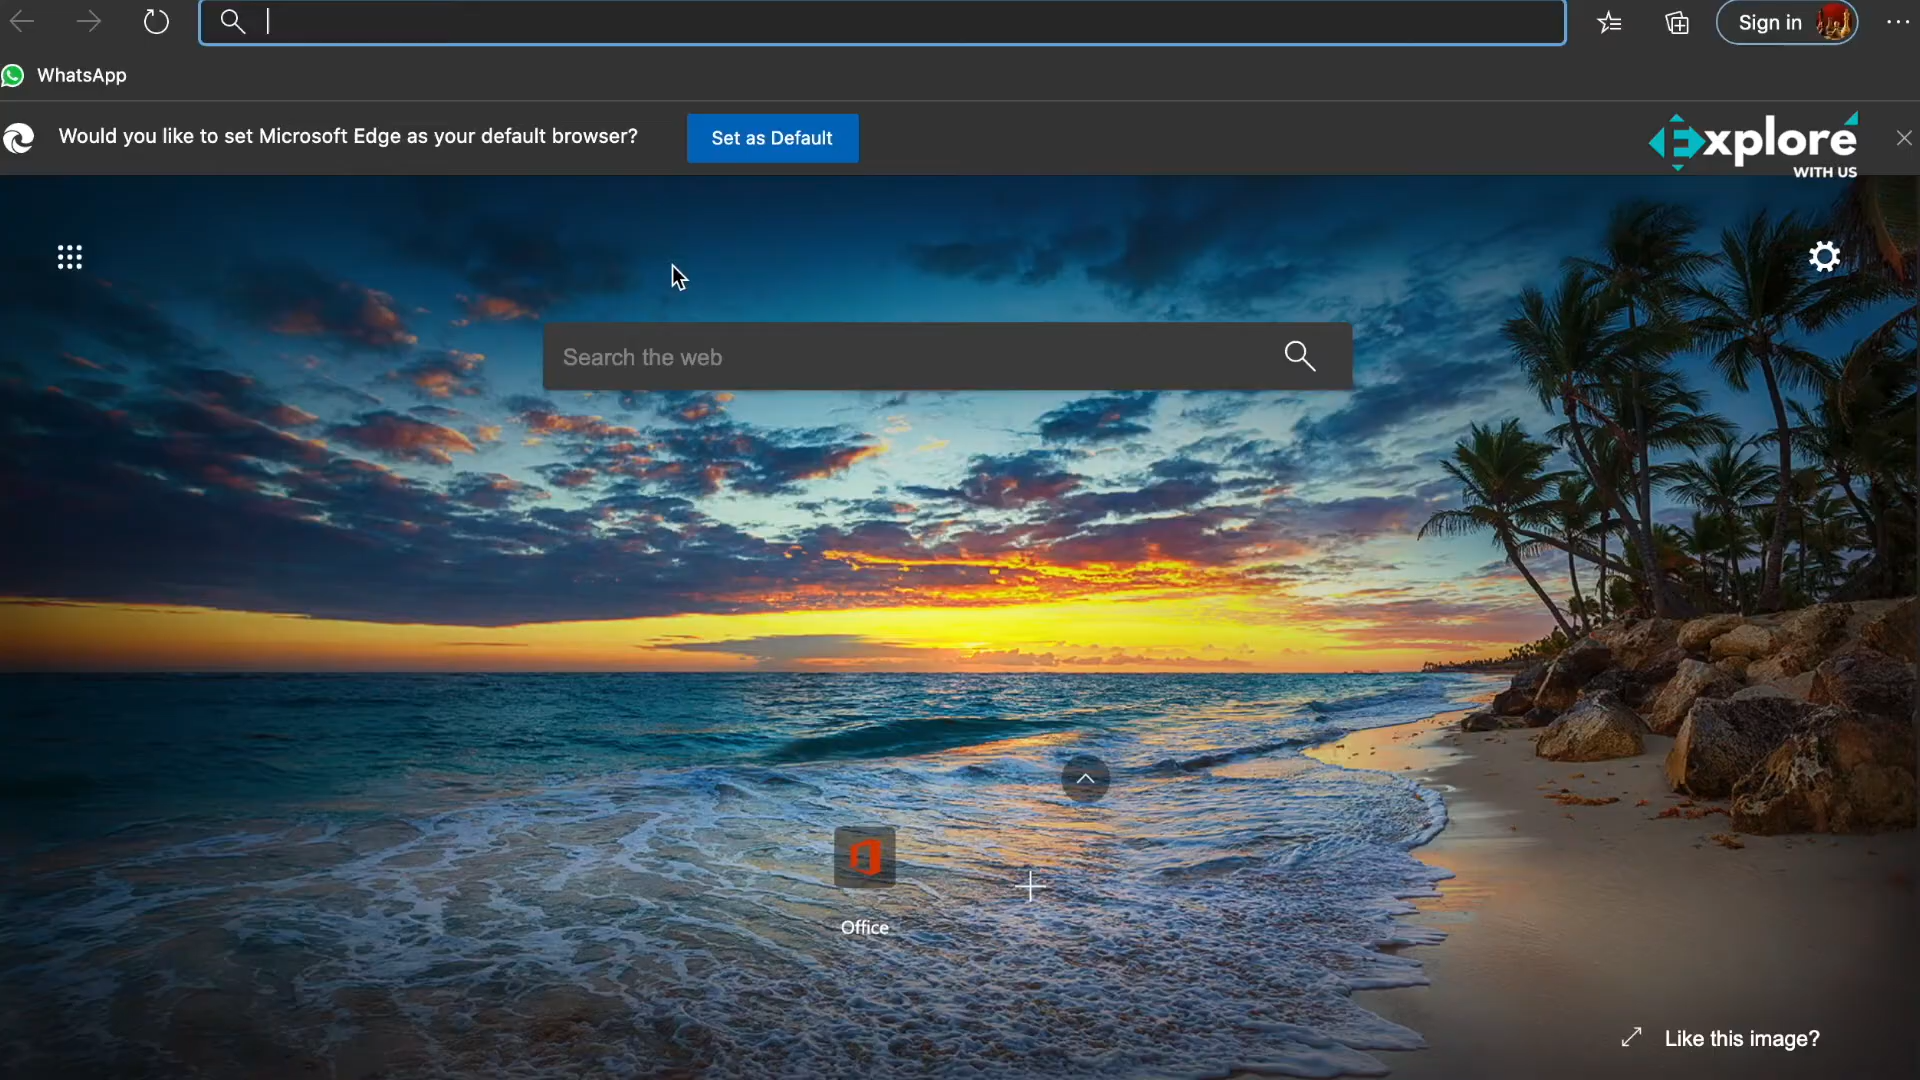 Sign in
WhatsApp
Would you like to set Microsoft Edge as your default browser?
Set as Default
Explore
WITH US
Search the web
Office
Like this image?